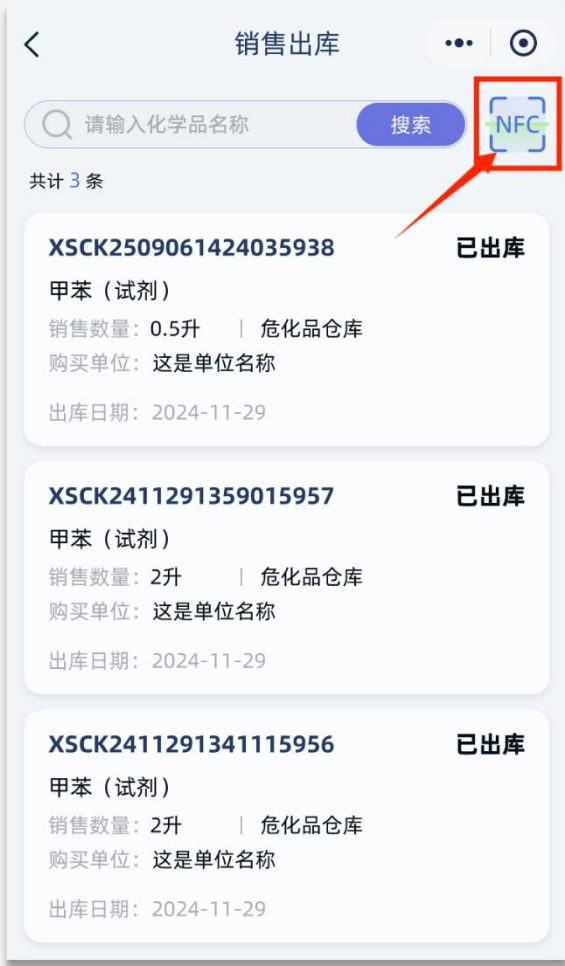 销售出库
请输入化学品名称 搜索 NFC
共计 3 条
XSCK2509061424035938 已出库
甲苯（试剂）
销售数量：0.5升 | 危化品仓库
购买单位：这是单位名称
出库日期：2024-11-29
XSCK2411291359015957 已出库
甲苯（试剂）
销售数量：2升 | 危化品仓库
购买单位：这是单位名称
出库日期：2024-11-29
XSCK2411291341115956 已出库
甲苯（试剂）
销售数量：2升 | 危化品仓库
购买单位：这是单位名称
出库日期：2024-11-29